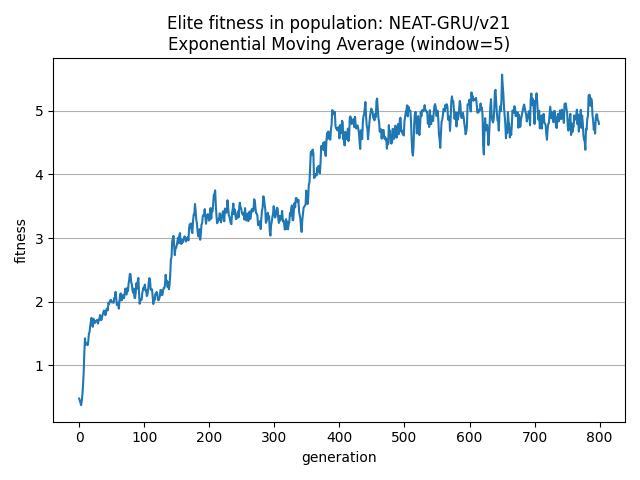 Elite fitness in population: NEAT-GRU/v21
Exponential Moving Average (window=5)
fitness
5
4
3
2
1
0 100 200 300 400 500 600 700 800
generation